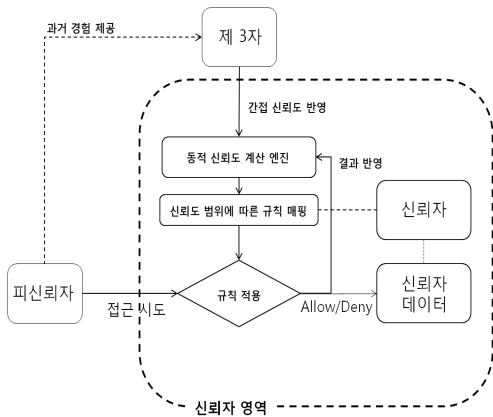 과거 경험 제공
제 3자
간접 신뢰도 반영
동적 신뢰도 계산 엔진
결과 반영
신뢰도 범위에 따른 규칙 매핑
신뢰자
피신뢰자
접근 시도
규칙 적용
Allow/Deny
신뢰자
데이터
신뢰자 영역